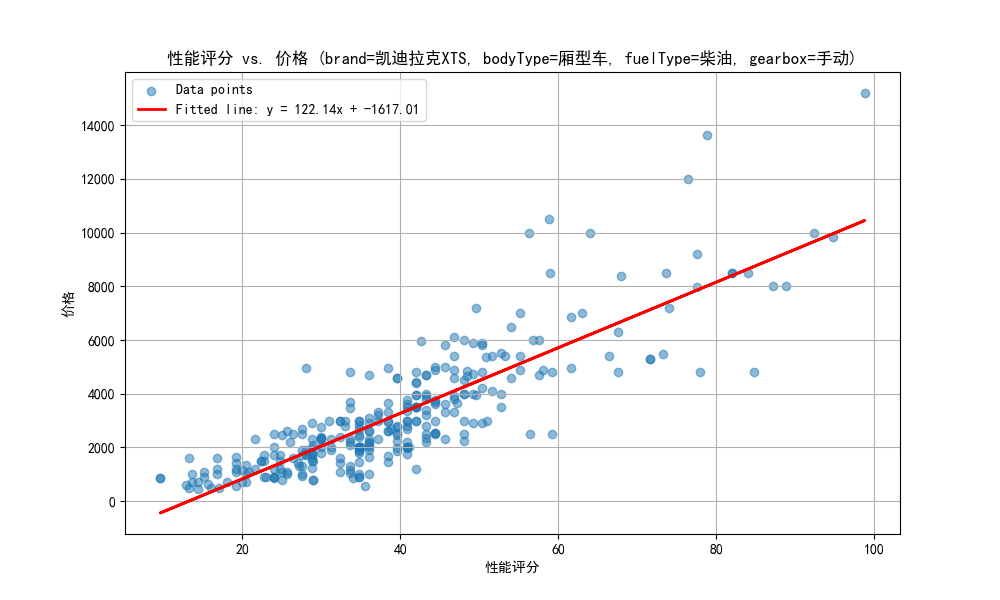 性能评分 vs. 价格 (brand=凯迪拉克XTS, bodyType=厢型车, fuelType=柴油, gearbox=手动)
Data points
Fitted line: y = 122.14x + -1617.01
14000
12000
10000
8000
6000
4000
2000
0
价格
20 40 60 80 100
性能评分